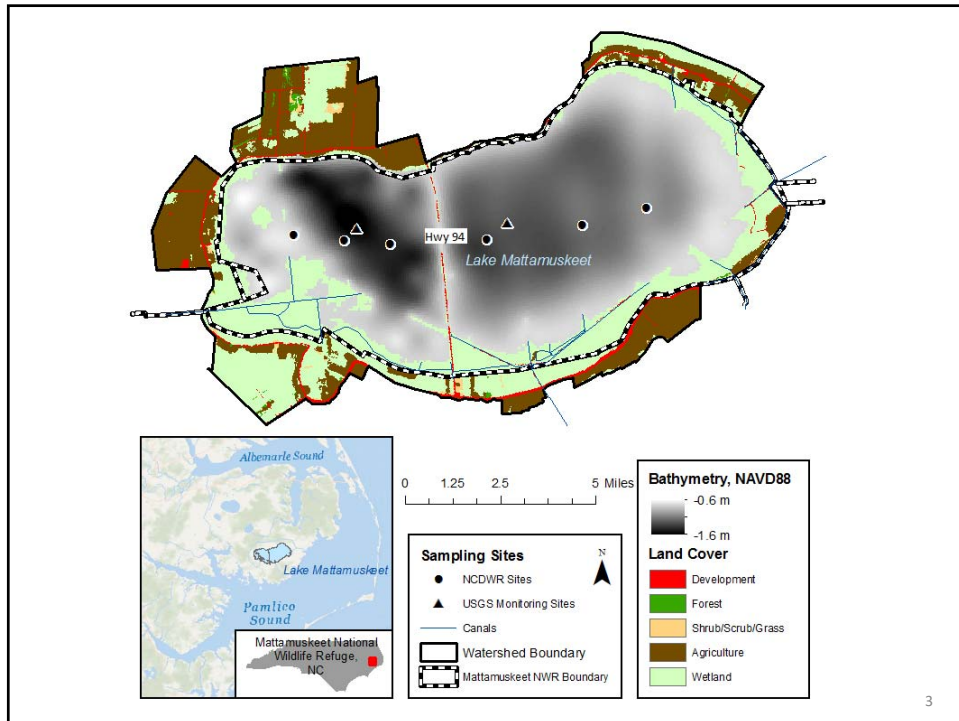 Hwy 94
Lake Mattamuskeet
Albemarle Sound
Lake Mattamuskeet
Pamlico
Sound
Mattamuskeet National
Wildlife Refuge,
NC
0 1.25 2.5 5 Miles
Sampling Sites
N
NCDWR Sites
USGS Monitoring Sites
Canals
Watershed Boundary
Mattamuskeet NWR Boundary
Bathymetry, NAVD88
-0.6 m
-1.6 m
Land Cover
Development
Forest
Shrub/Scrub/Grass
Agriculture
Wetland
3